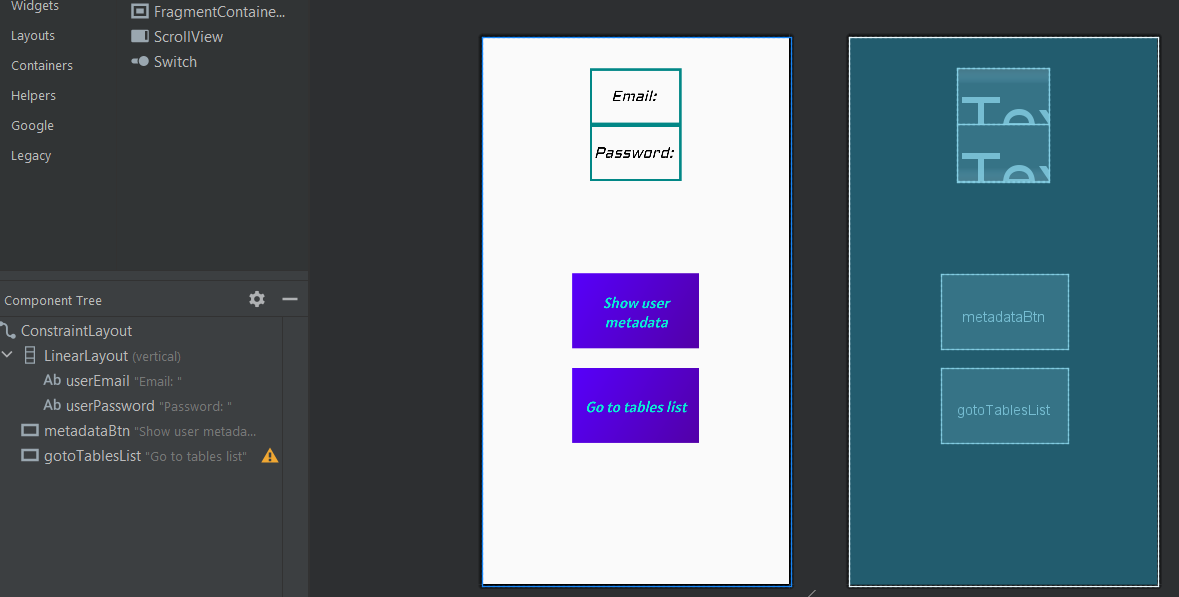 Widgets
Layouts
Containers
Helpers
Google
Legacy
FragmentContaine...
ScrollView
Switch
Component Tree
ConstraintLayout
LinearLayout (vertical)
Ab userEmail "Email: "
Ab userPassword "Password: "
metadataBtn "Show user metada...
gotoTablesList "Go to tables list"
Email:
Password:
Show user
metadata
Go to tables list
metadataBtn
gotoTablesList